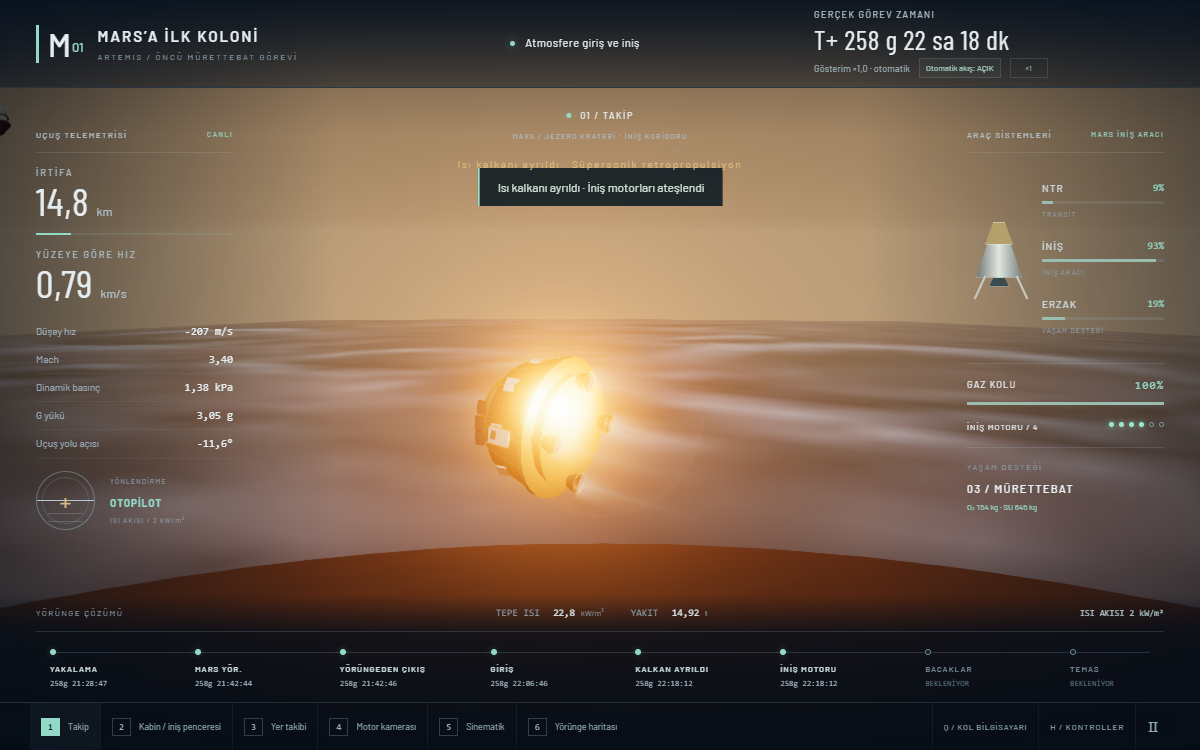 M01
MARS'A İLK KOLONİ
ARTEMIS / ÖNCÜ MÜRETTEBAT GÖREVİ
Atmosfere giriş ve iniş
GERÇEK GÖREV ZAMANI
T+ 258 g 22 sa 18 dk
Gösterim ×1,0 · otomatik
Otomatik akış: AÇIK
×1
01 / TAKİP
MARS / JEZERO KRATERİ · İNİŞ KORİDORU
Isı kalkanı ayrıldı · Süpersonik retropropulsiyon
Isı kalkanı ayrıldı · İniş motorları ateşlendi
UÇUŞ TELEMETRİSİ
CANLI
İRTİFA
14,8 km
YÜZEYE GÖRE HIZ
0,79 km/s
Düşey hız -207 m/s
Mach 3,40
Dinamik basınç 1,38 kPa
G yükü 3,05 g
Uçuş yolu açısı -11,6°
YÖNLENDİRME
OTOPİLOT
ISI AKISI / 2 kW/m²
ARAÇ SİSTEMLERİ
MARS İNİŞ ARACI
NTR 9%
TRANSİT
İNİŞ 93%
İNİŞ ARACI
ERZAK 19%
YAŞAM DESTEĞİ
GAZ KOLU 100%
İNİŞ MOTORU / 4
YAŞAM DESTEĞİ
03 / MÜRETTEBAT
O₂ 754 kg · SU 645 kg
YÖRÜNGE ÇÖZÜMÜ
TEPE ISI 22,8 kW/m²
YAKIT 14,92 t
ISI AKISI 2 kW/m²
YAKALAMA
258g 21:28:47
MARS YÖR.
258g 21:42:44
YÖRÜNGEDEN ÇIKIŞ
258g 21:42:46
GİRİŞ
258g 22:06:46
KALKAN AYRILDI
258g 22:18:12
İNİŞ MOTORU
258g 22:18:12
BACAKLAR
BEKLENİYOR
TEMAS
BEKLENİYOR
1 Takip
2 Kabin / iniş penceresi
3 Yer takibi
4 Motor kamerası
5 Sinematik
6 Yörünge haritası
Q / KOL BİLGİSAYARI
H / KONTROLLER